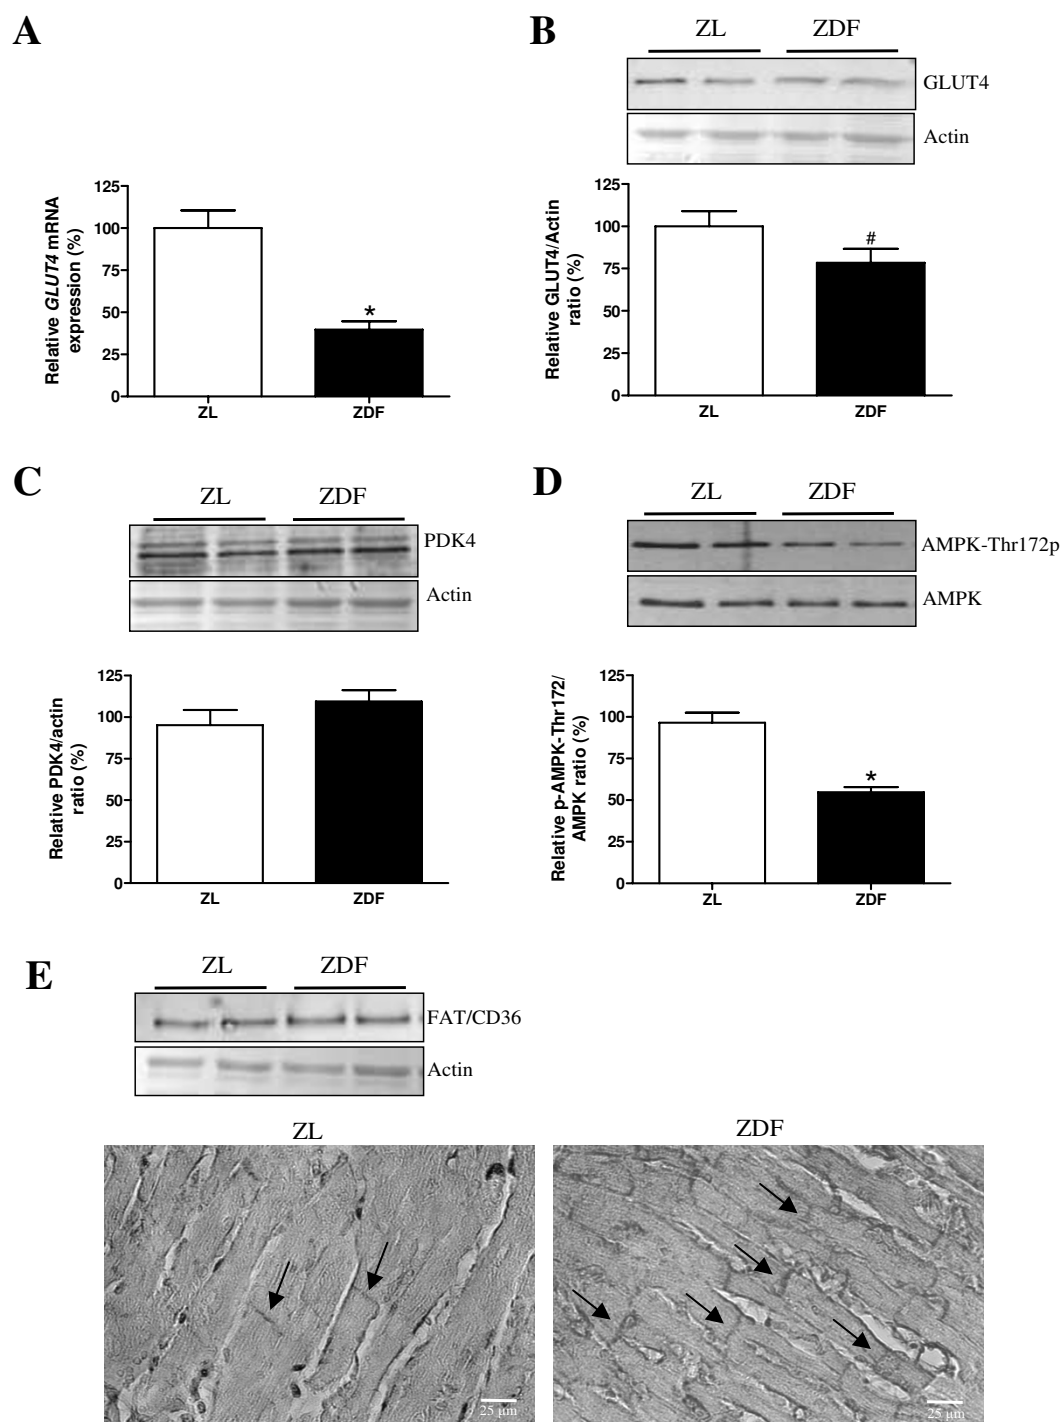 A
Relative GLUT4 mRNA
expression (%)
125
100
75
50
25
0
*
ZL
ZDF
B
ZL
ZDF
GLUT4
Actin
Relative GLUT4/Actin
ratio (%)
125
100
75
50
25
0
#
ZL
ZDF
C
ZL
ZDF
PDK4
Actin
Relative PDK4/actin
ratio (%)
125
100
75
50
25
0
ZL
ZDF
D
ZL
ZDF
AMPK-Thr172p
AMPK
Relative p-AMPK-Thr172/
AMPK ratio (%)
125
100
75
50
25
0
*
ZL
ZDF
E
ZL
ZDF
FAT/CD36
Actin
ZL
25 µm
ZDF
25 µm